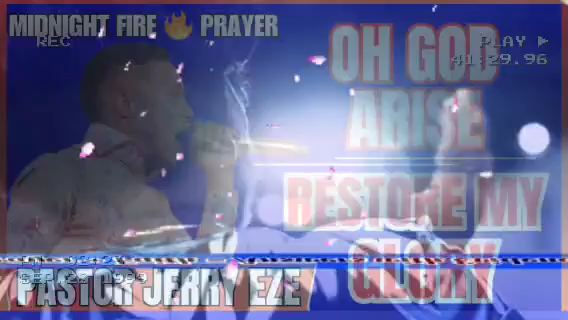 MIDNIGHT FIRE 🔥 PRAYER
REC
PLAY ▶
41:29.96
OH GOD
ARISE
RESTORE MY
GLORY
PASTOR JERRY EZE